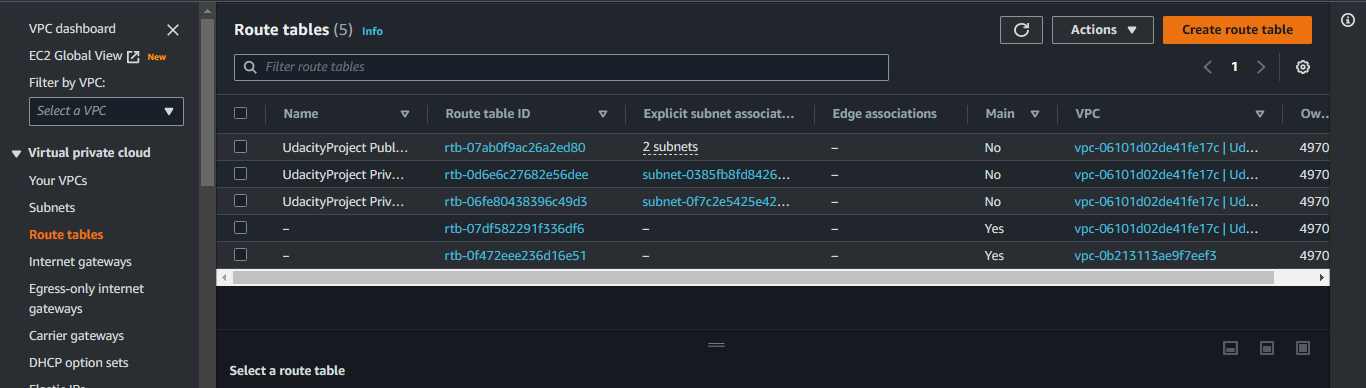 VPC dashboard
EC2 Global View New
Filter by VPC:
Select a VPC
Virtual private cloud
Your VPCs
Subnets
Route tables
Internet gateways
Egress-only internet
gateways
Carrier gateways
DHCP option sets
Elastic IPs
Route tables (5) Info
Actions
Create route table
Filter route tables
1
Name Route table ID Explicit subnet associat... Edge associations Main VPC Ow...
UdacityProject Publ... rtb-07ab0f9ac26a2ed80 2 subnets – No vpc-06101d02de41fe17c | Ud... 4970
UdacityProject Priv... rtb-0d6e6c27682e56dee subnet-0385fb8fd8426... – No vpc-06101d02de41fe17c | Ud... 4970
UdacityProject Priv... rtb-06fe80438396c49d3 subnet-0f7c2e5425e42... – No vpc-06101d02de41fe17c | Ud... 4970
– rtb-07df582291f336df6 – – Yes vpc-06101d02de41fe17c | Ud... 4970
– rtb-0f472eee236d16e51 – – Yes vpc-0b213113ae9f7eef3 4970
Select a route table